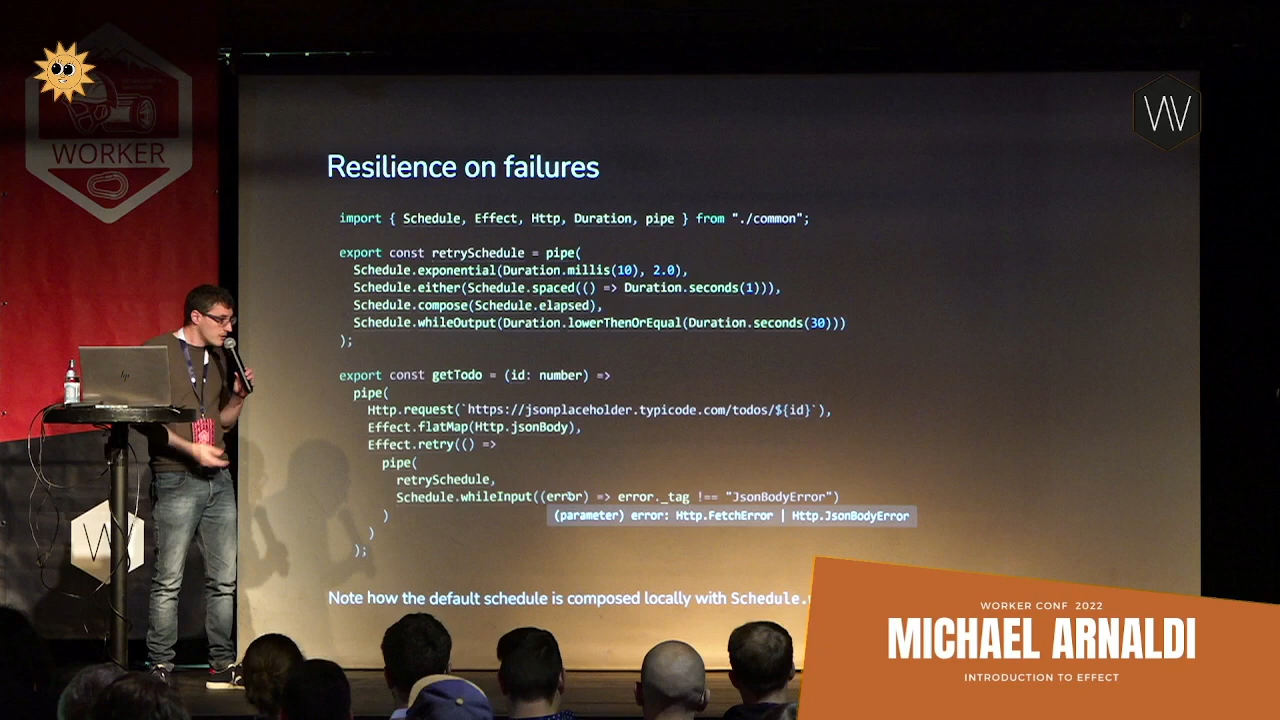 WORKER
W
Resilience on failures
import { Schedule, Effect, Http, Duration, pipe } from "./common";
export const retrySchedule = pipe(
Schedule.exponential(Duration.millis(10), 2.0),
Schedule.either(Schedule.spaced(() => Duration.seconds(1))),
Schedule.compose(Schedule.elapsed),
Schedule.whileOutput(Duration.lowerThenOrEqual(Duration.seconds(30)))
);
export const getTodo = (id: number) =>
pipe(
Http.request(`https://jsonplaceholder.typicode.com/todos/${id}`),
Effect.flatMap(Http.jsonBody),
Effect.retry(() =>
pipe(
retrySchedule,
Schedule.whileInput((error) => error._tag !== "JsonBodyError")
(parameter) error: Http.FetchError | Http.JsonBodyError
)
)
);
Note how the default schedule is composed locally with Schedule.
hp
W
WORKER CONF 2022
MICHAEL ARNALDI
INTRODUCTION TO EFFECT